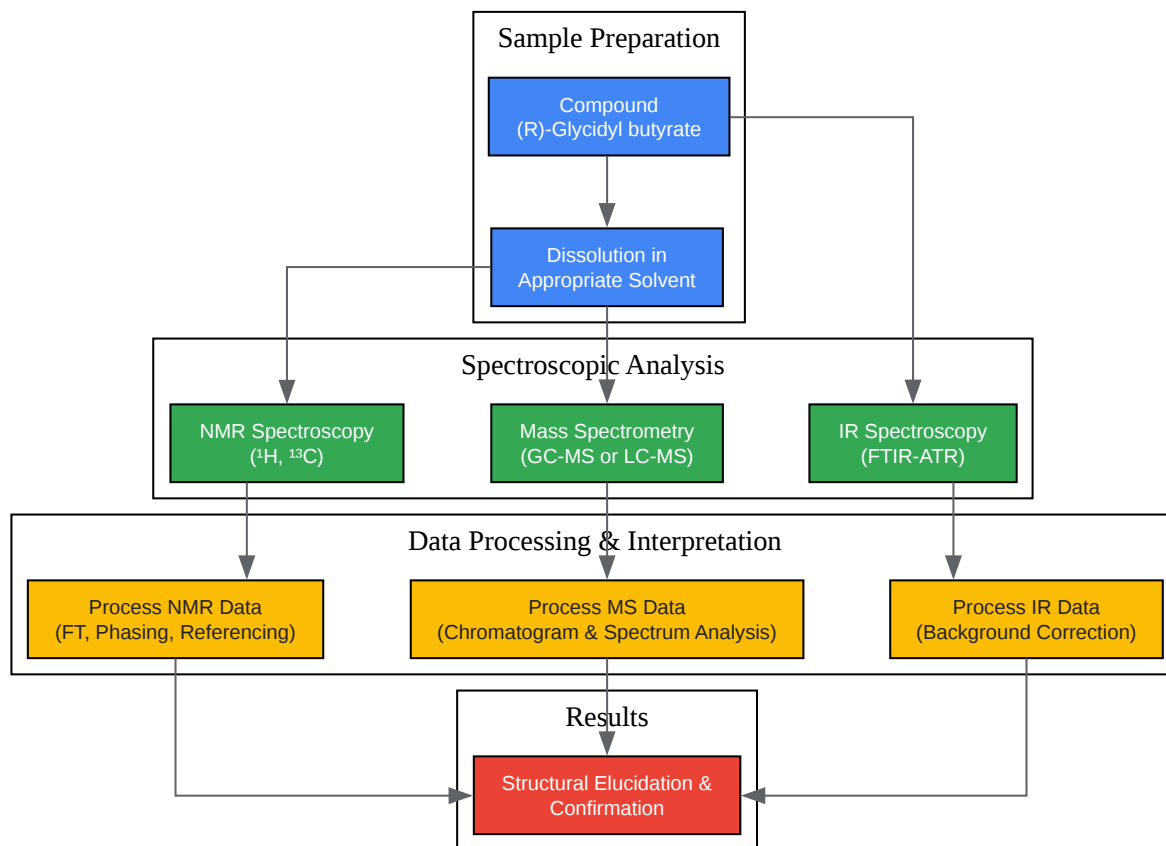 Sample Preparation
Compound
(R)-Glycidyl butyrate
Dissolution in
Appropriate Solvent
Spectroscopic Analysis
NMR Spectroscopy
(¹H, ¹³C)
Mass Spectrometry
(GC-MS or LC-MS)
IR Spectroscopy
(FTIR-ATR)
Data Processing & Interpretation
Process NMR Data
(FT, Phasing, Referencing)
Process MS Data
(Chromatogram & Spectrum Analysis)
Process IR Data
(Background Correction)
Results
Structural Elucidation &
Confirmation